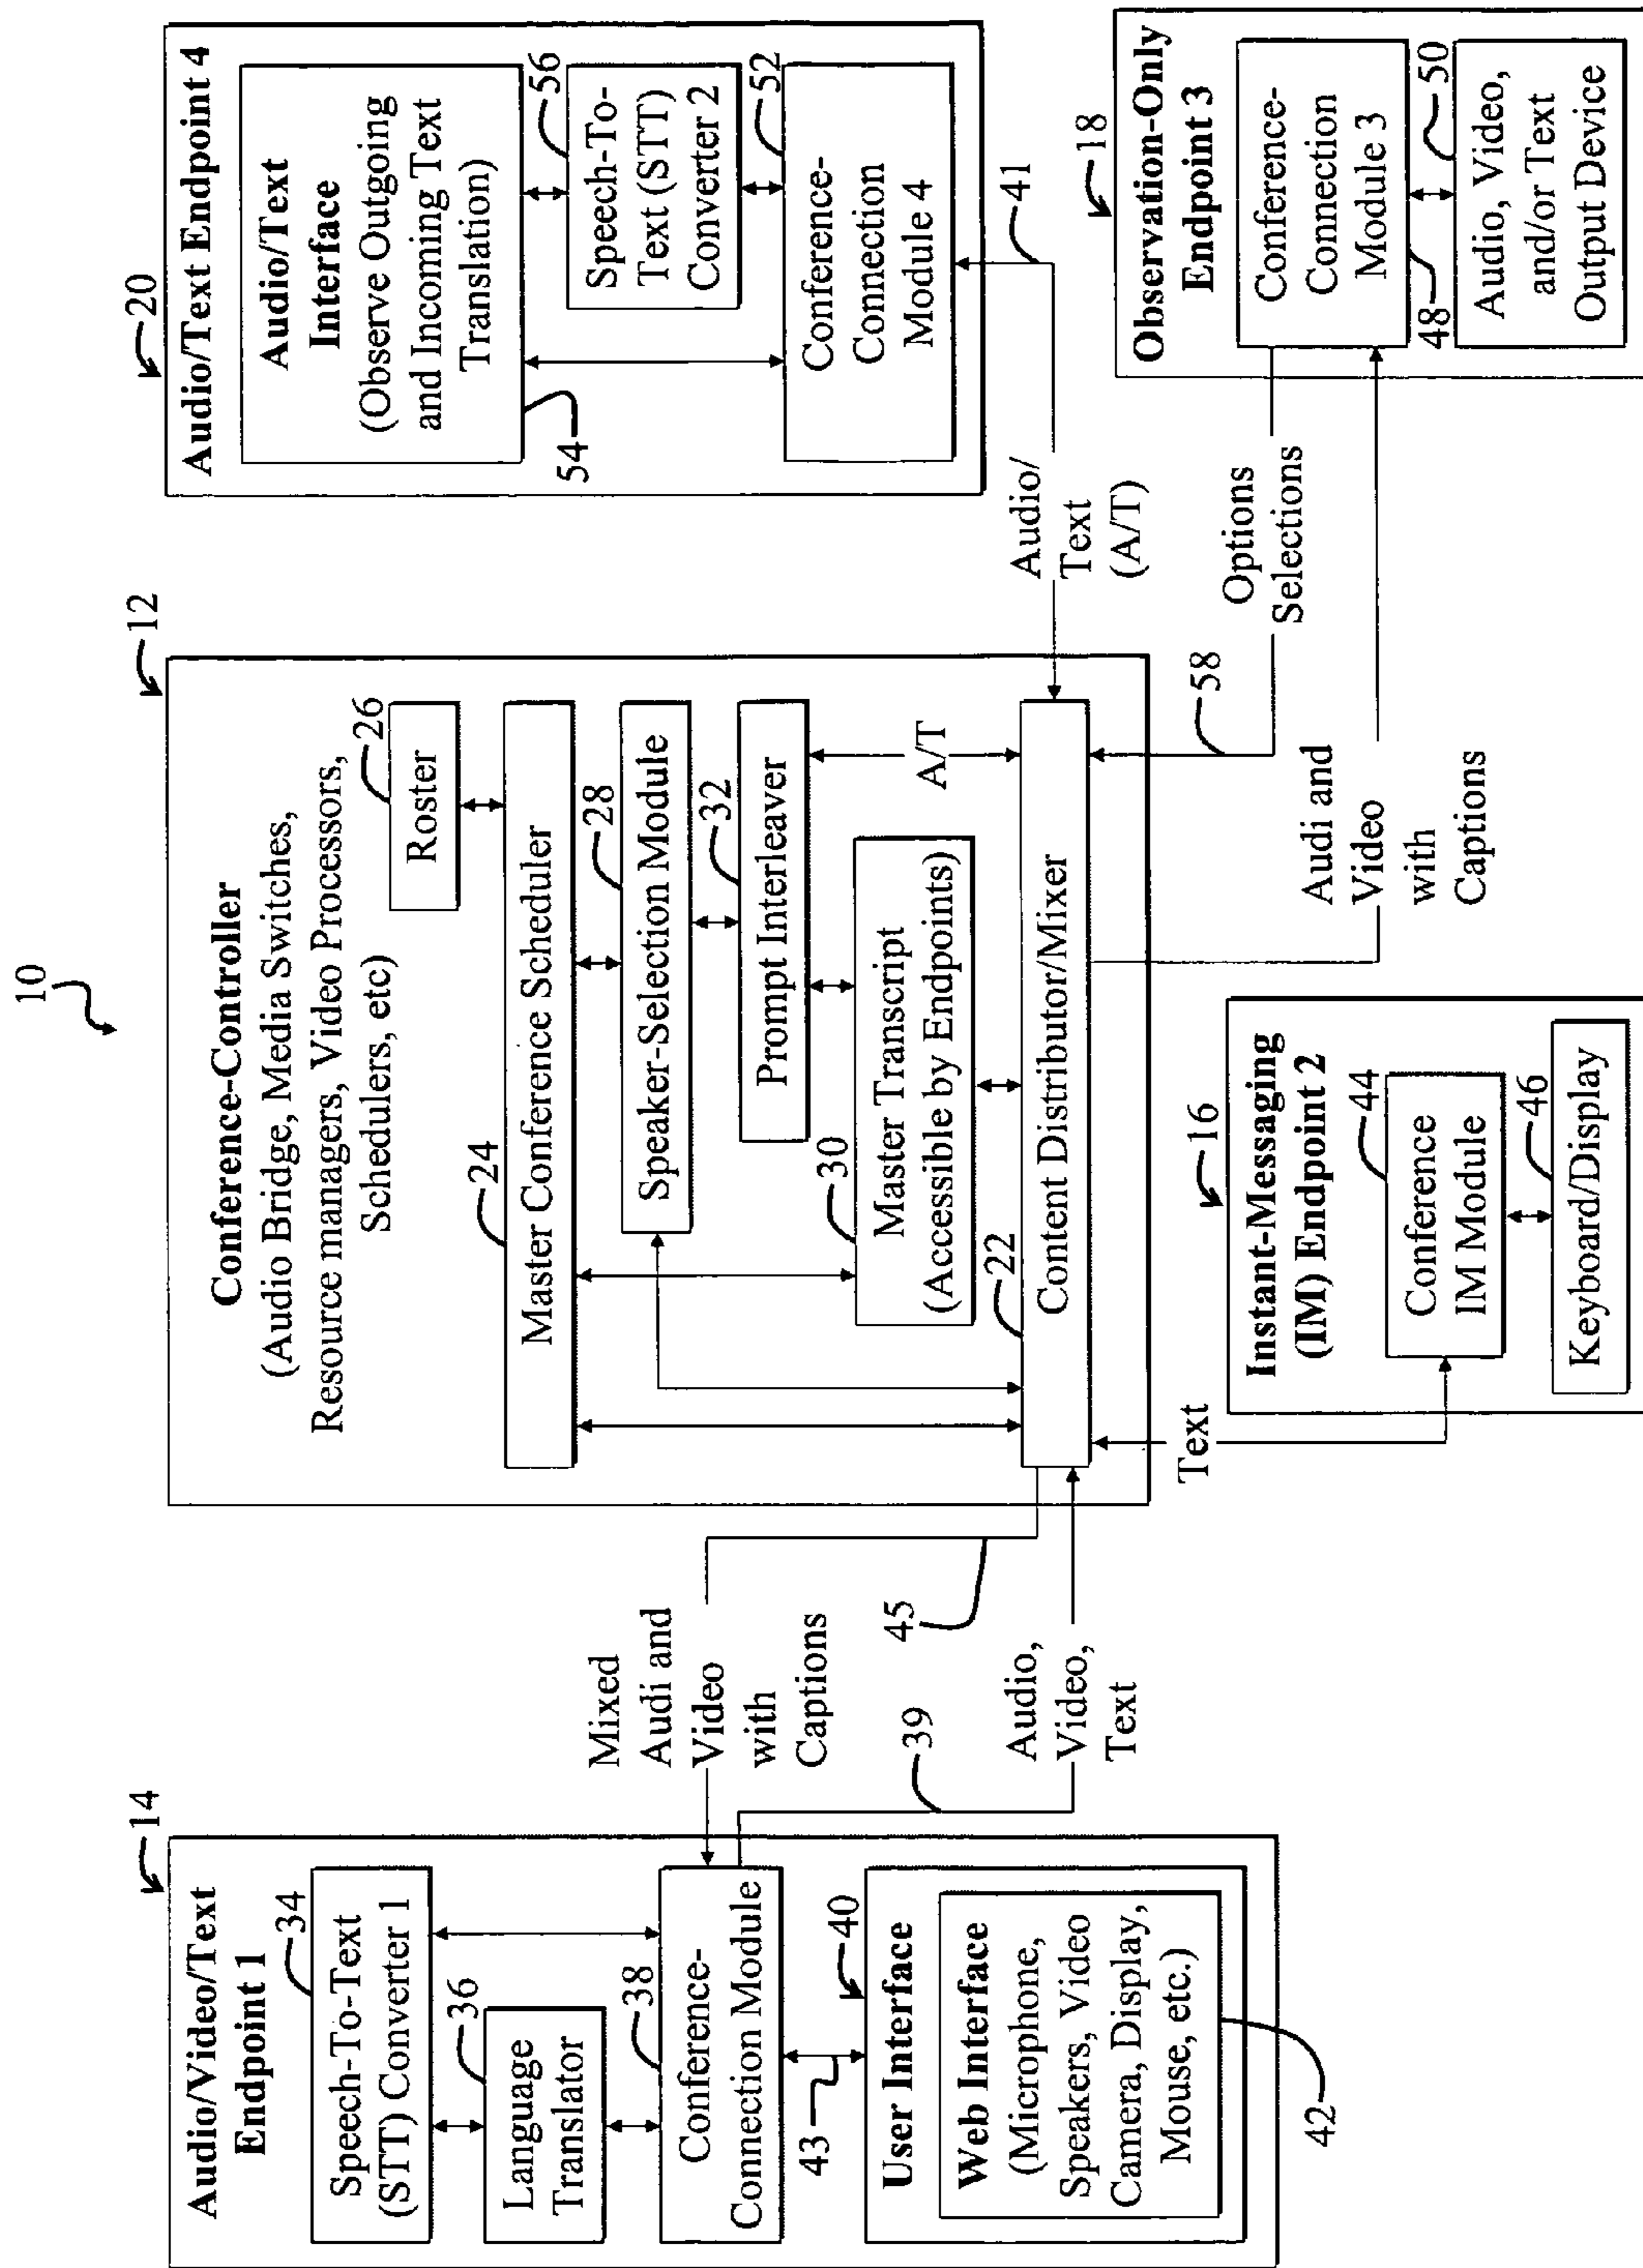 10
14
Audio/Video/Text
Endpoint 1
34
Speech-To-Text
(STT) Converter 1
36
Language
Translator
38
Conference-
Connection Module
43
40
User Interface
Web Interface
(Microphone,
Speakers, Video
Camera, Display,
Mouse, etc.)
42
Mixed
Audi and
Video
with
Captions
45
39
Audio,
Video,
Text
12
Conference-Controller
(Audio Bridge, Media Switches,
Resource managers, Video Processors,
Schedulers, etc)
26
Roster
24
Master Conference Scheduler
28
Speaker-Selection Module
32
Prompt Interleaver
30
Master Transcript
(Accessible by Endpoints)
A/T
22
Content Distributor/Mixer
Text
16
Instant-Messaging
(IM) Endpoint 2
44
Conference
IM Module
46
Keyboard/Display
20
Audio/Text Endpoint 4
Audio/Text
Interface
(Observe Outgoing
and Incoming Text
Translation)
54
56
Speech-To-
Text (STT)
Converter 2
52
Conference-
Connection
Module 4
41
Audio/
Text
(A/T)
58
Options
Selections
Audi and
Video
with
Captions
18
Observation-Only
Endpoint 3
Conference-
Connection
Module 3
48
50
Audio, Video,
and/or Text
Output Device